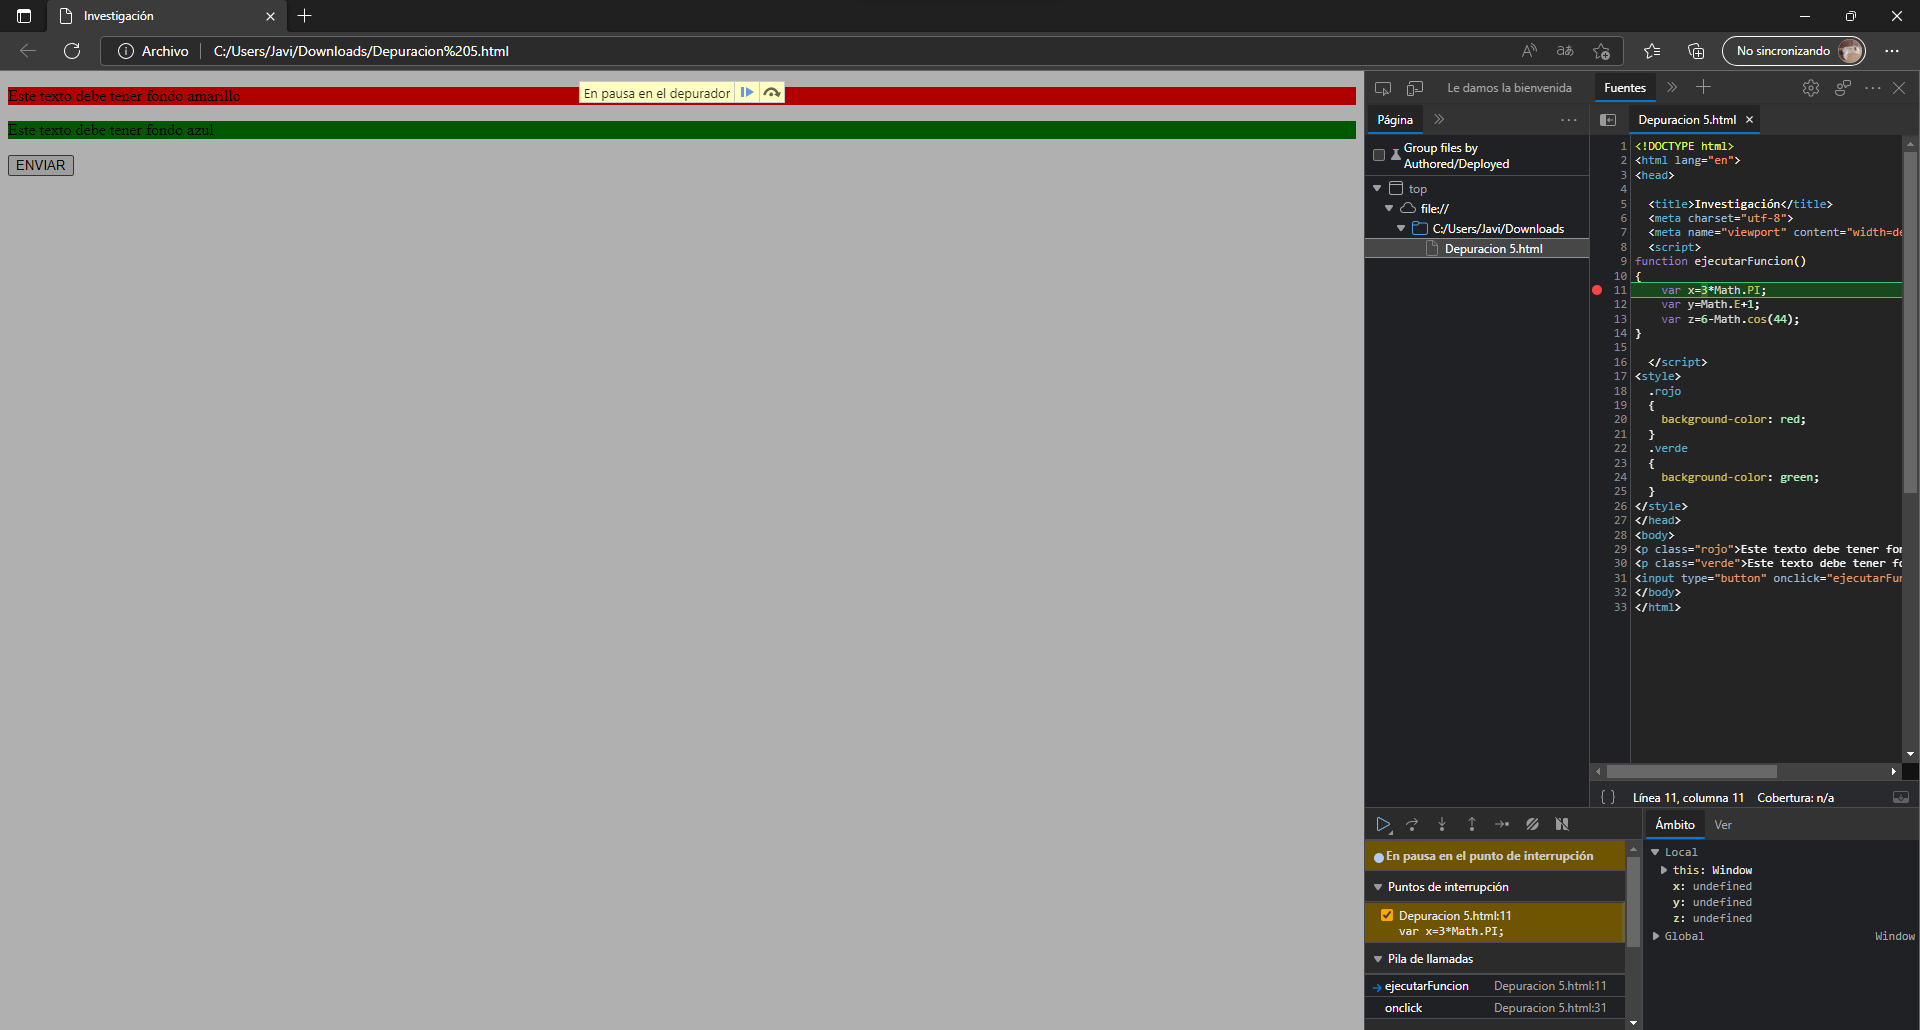 Investigación
Archivo
C:/Users/Javi/Downloads/Depuracion%205.html
No sincronizando
Este texto debe tener fondo amarillo
En pausa en el depurador
Este texto debe tener fondo azul
ENVIAR
Le damos la bienvenida
Fuentes
Página
Depuracion 5.html
Group files by
Authored/Deployed
top
file://
C:/Users/Javi/Downloads
Depuracion 5.html
1 <!DOCTYPE html>
2 <html lang="en">
3 <head>
4
5 <title>Investigación</title>
6 <meta charset="utf-8">
7 <meta name="viewport" content="width=de
8 <script>
9 function ejecutarFuncion()
10 {
11 var x=3*Math.PI;
12 var y=Math.E+1;
13 var z=6-Math.cos(44);
14 }
15
16 </script>
17 <style>
18 .rojo
19 {
20 background-color: red;
21 }
22 .verde
23 {
24 background-color: green;
25 }
26 </style>
27 </head>
28 <body>
29 <p class="rojo">Este texto debe tener fon
30 <p class="verde">Este texto debe tener fo
31 <input type="button" onclick="ejecutarFun
32 </body>
33 </html>
{ } Línea 11, columna 11 Cobertura: n/a
En pausa en el punto de interrupción
Puntos de interrupción
Depuracion 5.html:11
var x=3*Math.PI;
Pila de llamadas
ejecutarFuncion Depuracion 5.html:11
onclick Depuracion 5.html:31
Ámbito Ver
Local
this: Window
x: undefined
y: undefined
z: undefined
Global Window